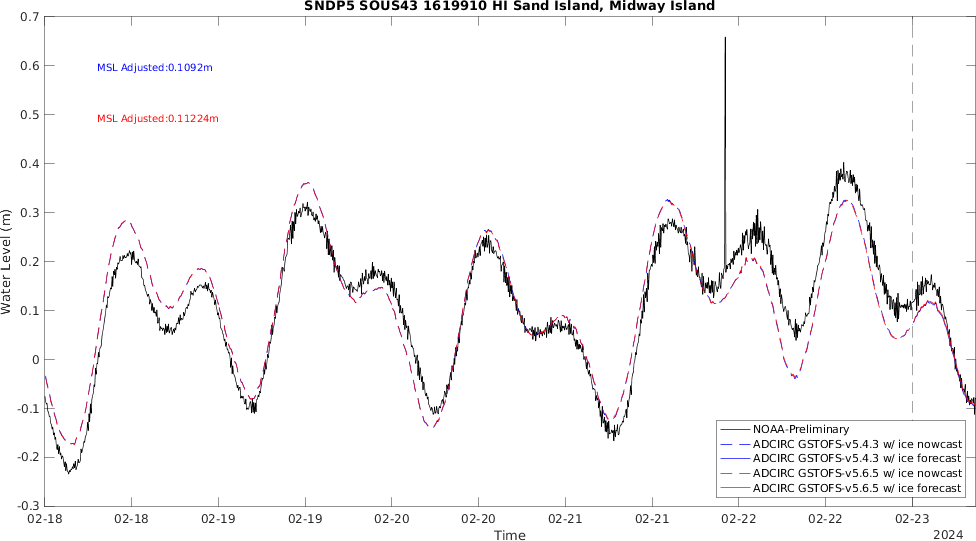 SNDP5 SOUS43 1619910 HI Sand Island, Midway Island
0.7
0.6
0.5
0.4
0.3
0.2
0.1
0
-0.1
-0.2
-0.3
Water Level (m)
MSL Adjusted:0.1092m
MSL Adjusted:0.11224m
NOAA-Preliminary
ADCIRC GSTOFS-v5.4.3 w/ ice nowcast
ADCIRC GSTOFS-v5.4.3 w/ ice forecast
ADCIRC GSTOFS-v5.6.5 w/ ice nowcast
ADCIRC GSTOFS-v5.6.5 w/ ice forecast
02-18 02-18 02-19 02-19 02-20 02-20 02-21 02-21 02-22 02-22 02-23
Time
2024